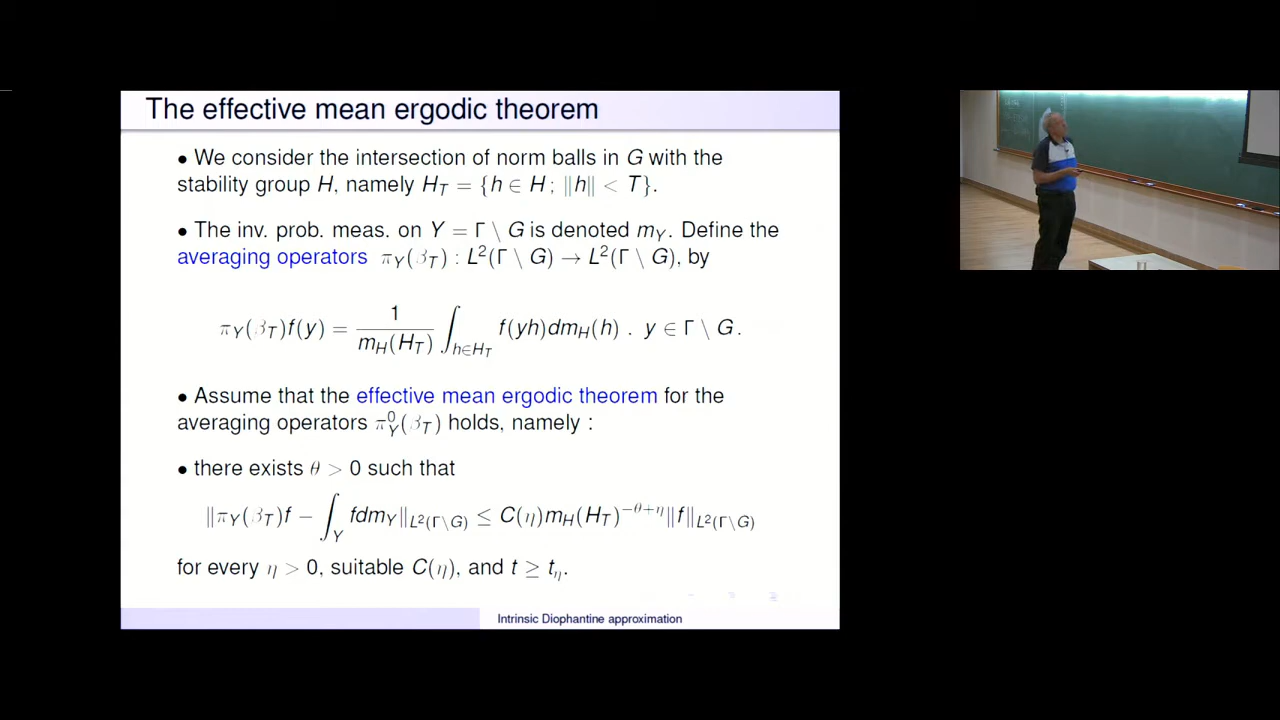 The effective mean ergodic theorem
• We consider the intersection of norm balls in G with the
stability group H, namely H_T = {h ∈ H ; ‖h‖ < T}.
• The inv. prob. meas. on Y = Γ \ G is denoted m_Y. Define the
averaging operators π_Y(β_T) : L²(Γ \ G) → L²(Γ \ G), by
π_Y(β_T)f(y) = 1/m_H(H_T) ∫_{h∈H_T} f(yh)dm_H(h) . y ∈ Γ \ G.
• Assume that the effective mean ergodic theorem for the
averaging operators π_Y^0(β_T) holds, namely :
• there exists θ > 0 such that
‖π_Y(β_T)f − ∫_Y fdm_Y‖_{L²(Γ\G)} ≤ C(η)m_H(H_T)^{−θ+η}‖f‖_{L²(Γ\G)}
for every η > 0, suitable C(η), and t ≥ t_η.
Intrinsic Diophantine approximation